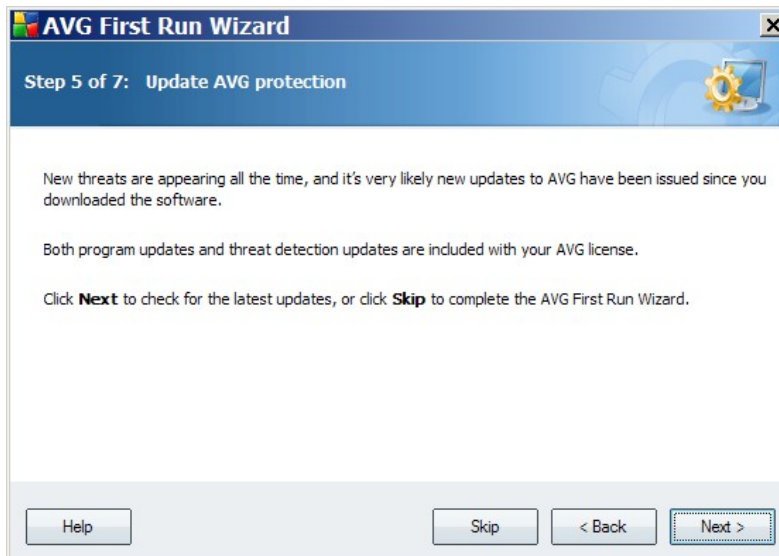 AVG First Run Wizard
Step 5 of 7: Update AVG protection
New threats are appearing all the time, and it's very likely new updates to AVG have been issued since you
downloaded the software.
Both program updates and threat detection updates are included with your AVG license.
Click Next to check for the latest updates, or click Skip to complete the AVG First Run Wizard.
Help
Skip
< Back
Next >